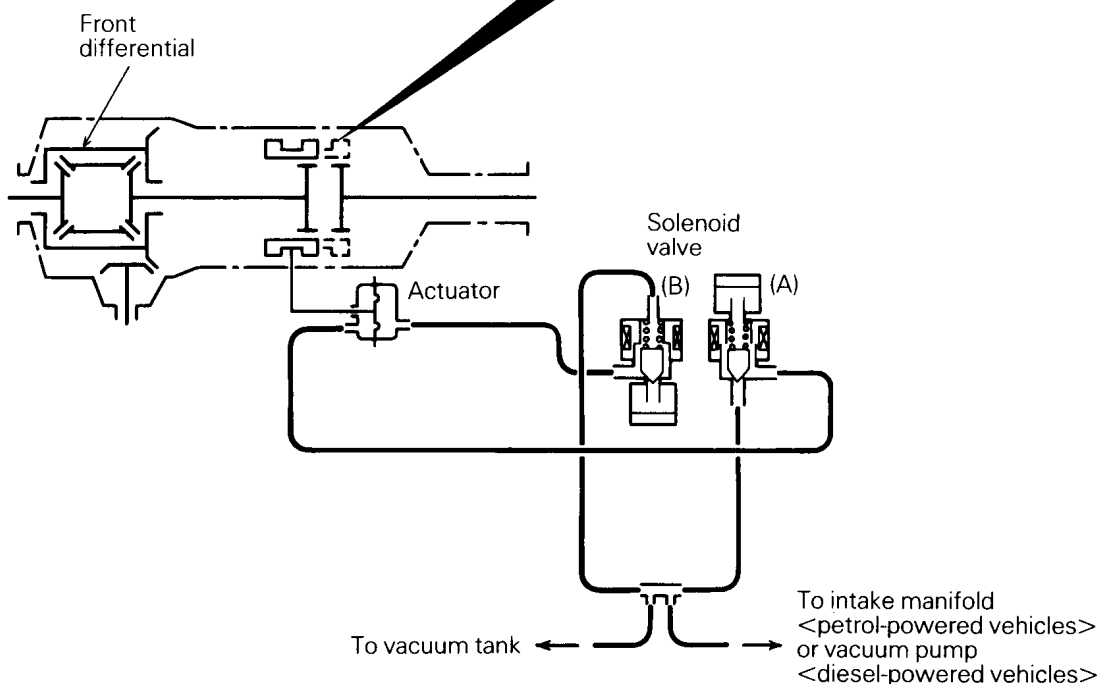 Front
differential
Solenoid
valve
(B)
(A)
Actuator
To vacuum tank
To intake manifold
<petrol-powered vehicles>
or vacuum pump
<diesel-powered vehicles>